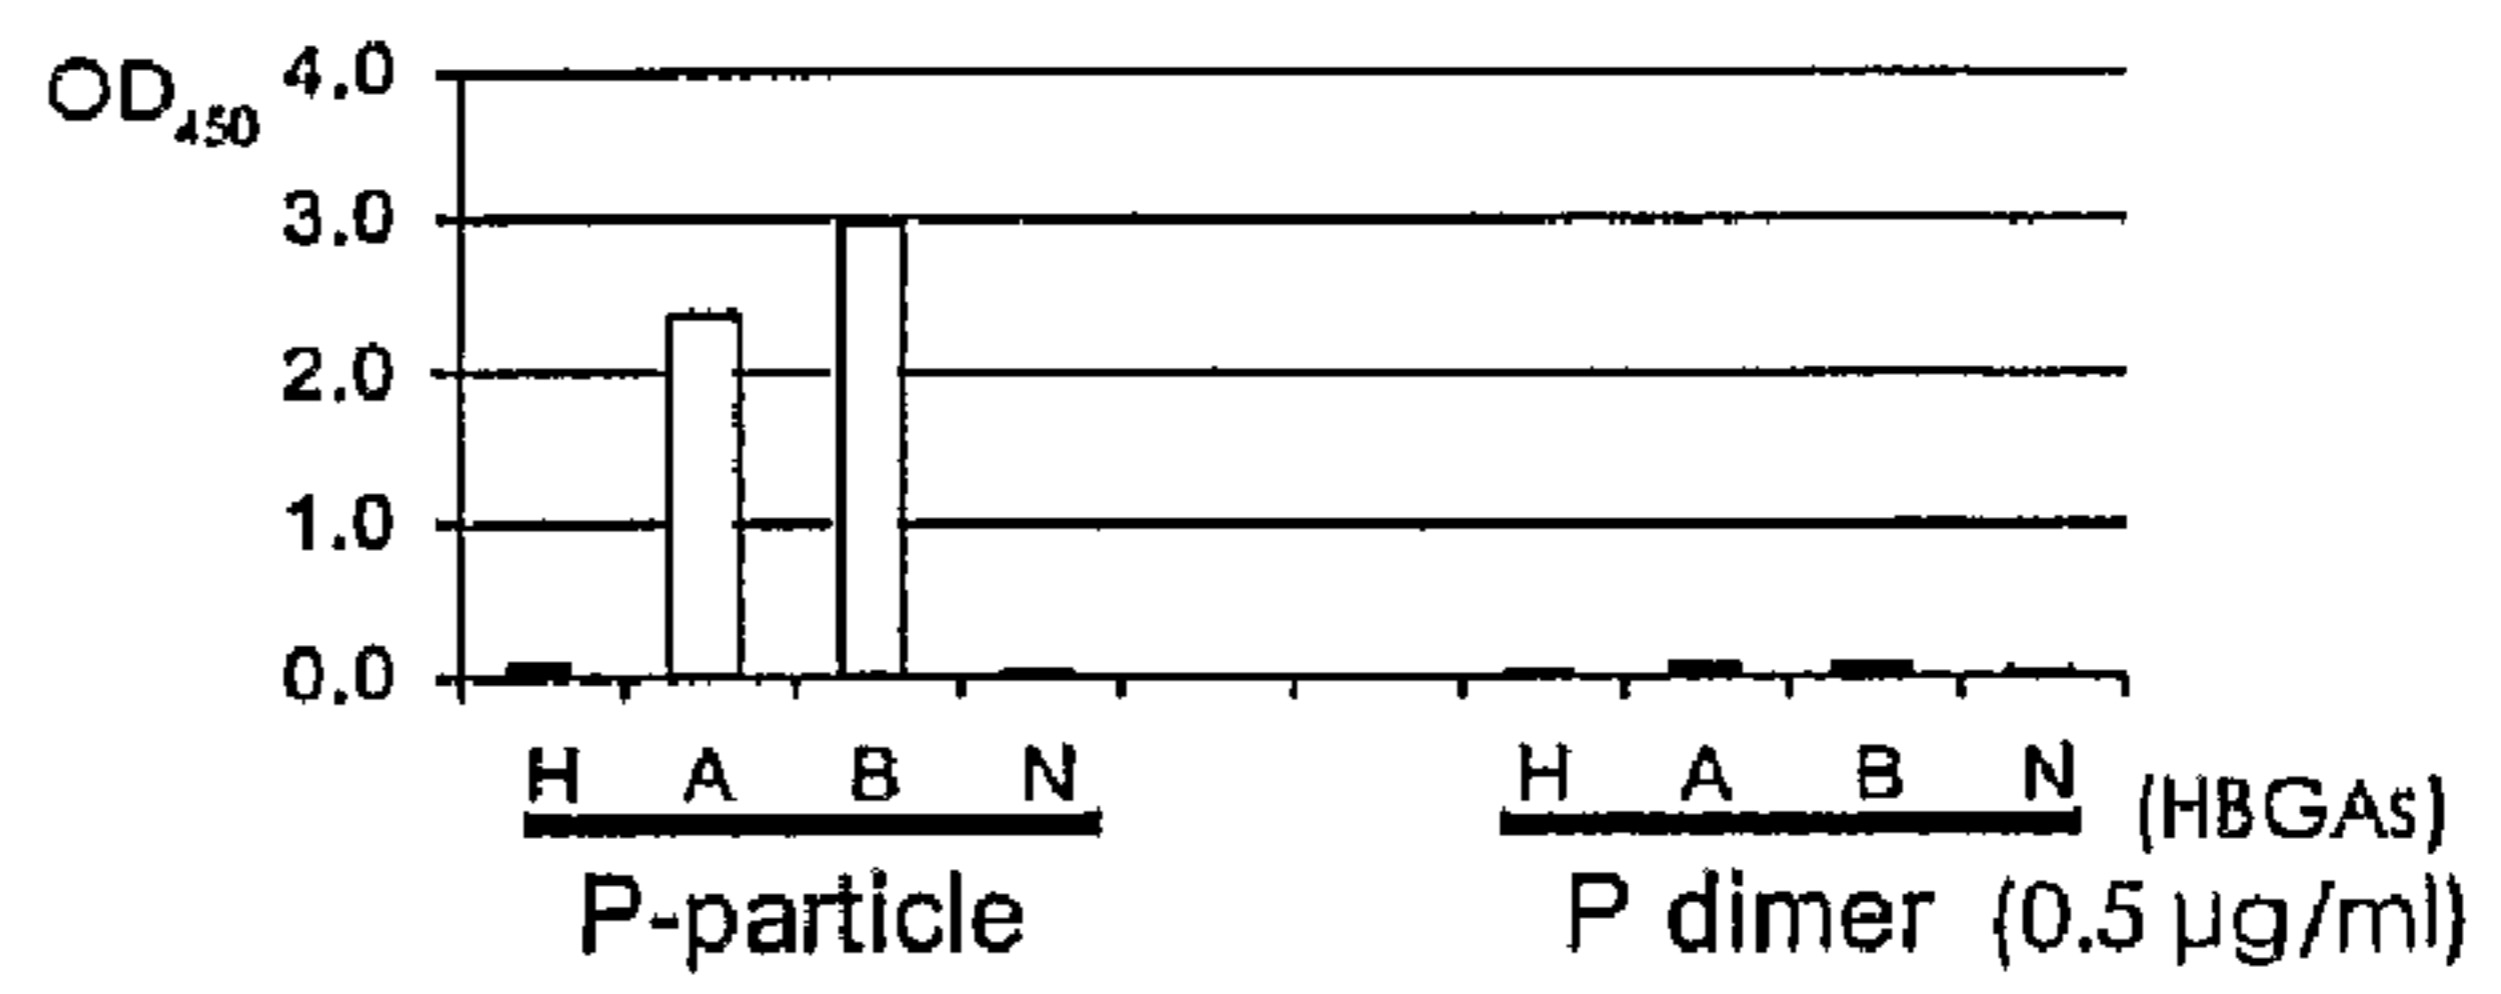 OD450
4.0
3.0
2.0
1.0
0.0
H A B N H A B N (HBGAs)
P-particle P dimer (0.5 µg/ml)